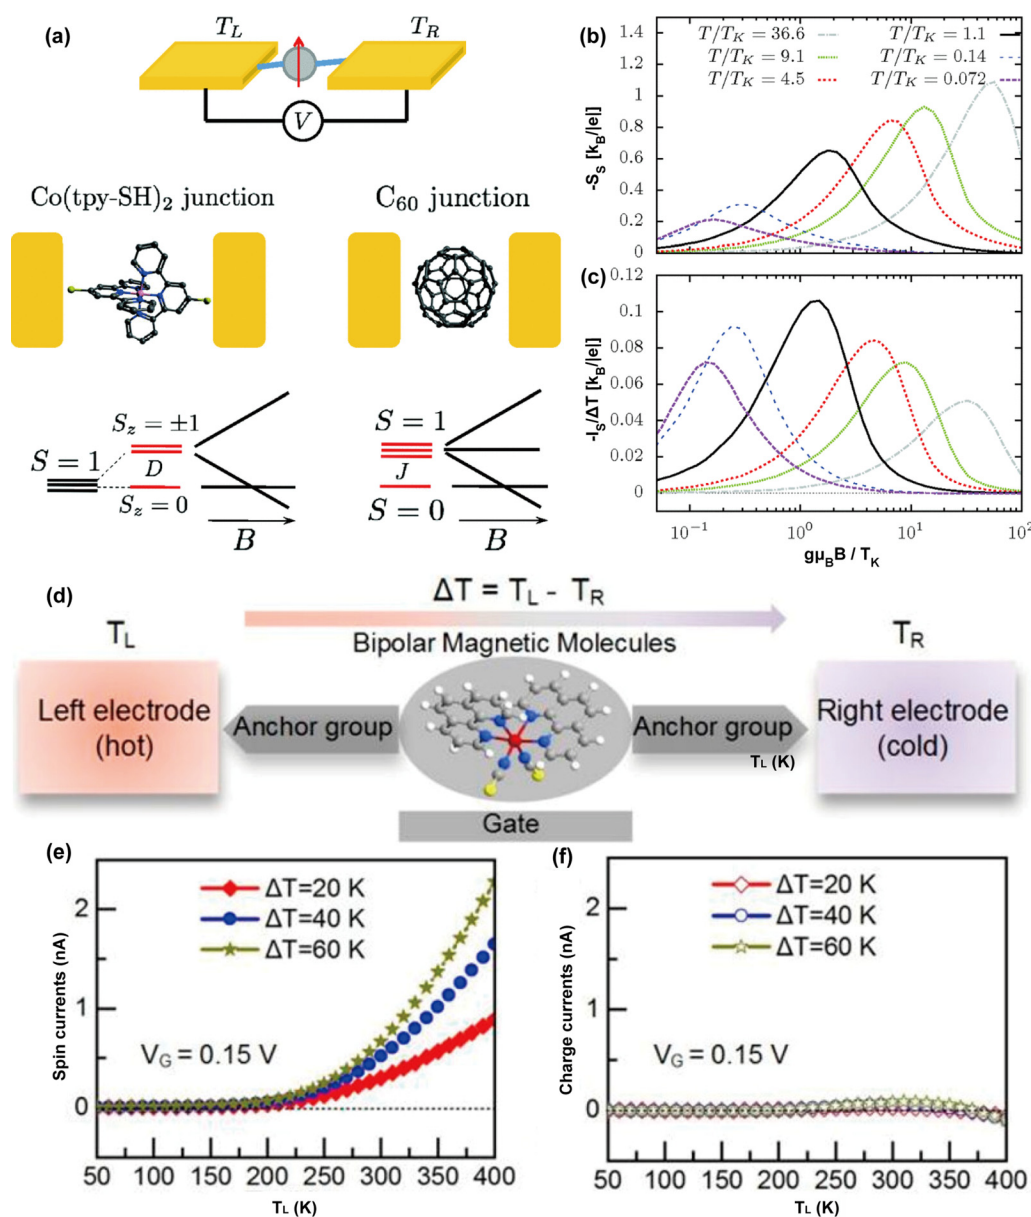 (a)
T_L
T_R
V
Co(tpy-SH)₂ junction
C₆₀ junction
S = 1
S_z = ±1
D
S_z = 0
B
S = 1
J
S = 0
B
(b)
T/T_K = 36.6
T/T_K = 9.1
T/T_K = 4.5
T/T_K = 1.1
T/T_K = 0.14
T/T_K = 0.072
-S_S [k_B/|e|]
1.4
1.2
1
0.8
0.6
0.4
0.2
0
(c)
-I_S/ΔT [k_B/|e|]
0.12
0.1
0.08
0.06
0.04
0.02
0
10⁻¹
10⁰
10¹
10²
gμ_B B / T_K
(d)
ΔT = T_L - T_R
T_L
Bipolar Magnetic Molecules
T_R
Left electrode
(hot)
Anchor group
Anchor group
T_L (K)
Right electrode
(cold)
Gate
(e)
ΔT=20 K
ΔT=40 K
ΔT=60 K
V_G = 0.15 V
Spin currents (nA)
2
1
0
50 100 150 200 250 300 350 400
T_L (K)
(f)
ΔT=20 K
ΔT=40 K
ΔT=60 K
V_G = 0.15 V
Charge currents (nA)
2
1
0
50 100 150 200 250 300 350 400
T_L (K)